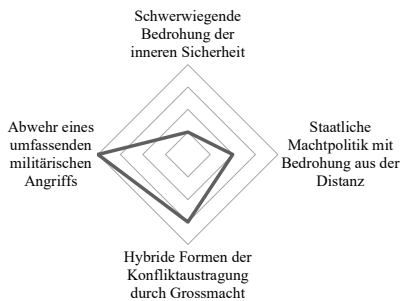 Schwerwiegende
Bedrohung der
inneren Sicherheit
Abwehr eines
umfassenden
militärischen
Angriffs
Staatliche
Machtpolitik mit
Bedrohung aus der
Distanz
Hybride Formen der
Konfliktaustragung
durch Grossmacht